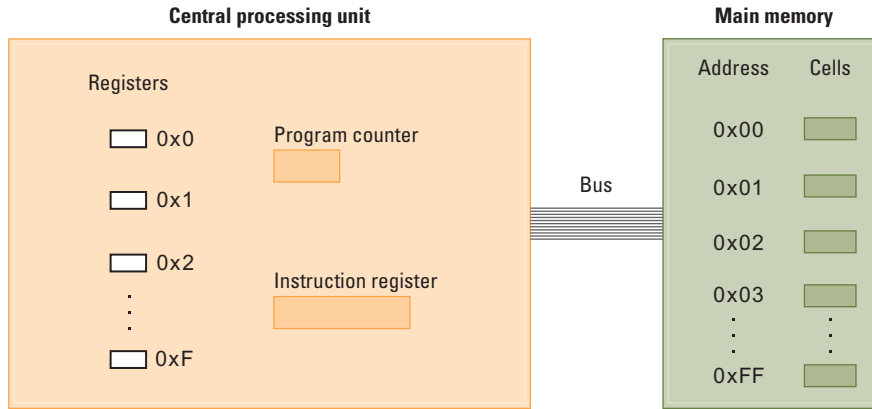 Central processing unit
Registers
0x0
0x1
0x2
0xF
Program counter
Instruction register
Bus
Main memory
Address Cells
0x00
0x01
0x02
0x03
0xFF